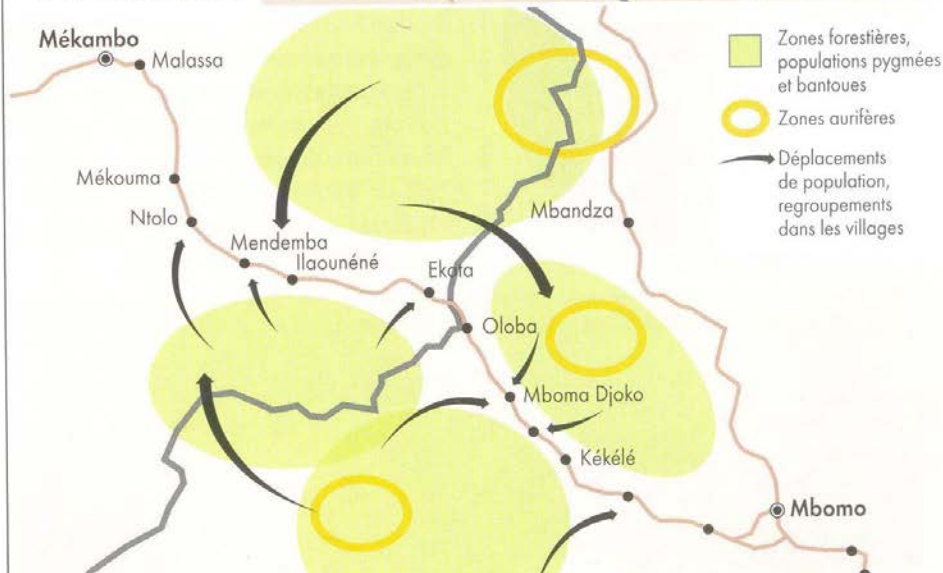 Mékambo
Malassa
Mékouma
Ntolo
Mendemba
Ilaounéné
Ekata
Oloba
Mbandza
Mboma Djoko
Kékélé
Mbomo
Zones forestières,
populations pygmées
et bantoues
Zones aurifères
Déplacements
de population,
regroupements
dans les villages